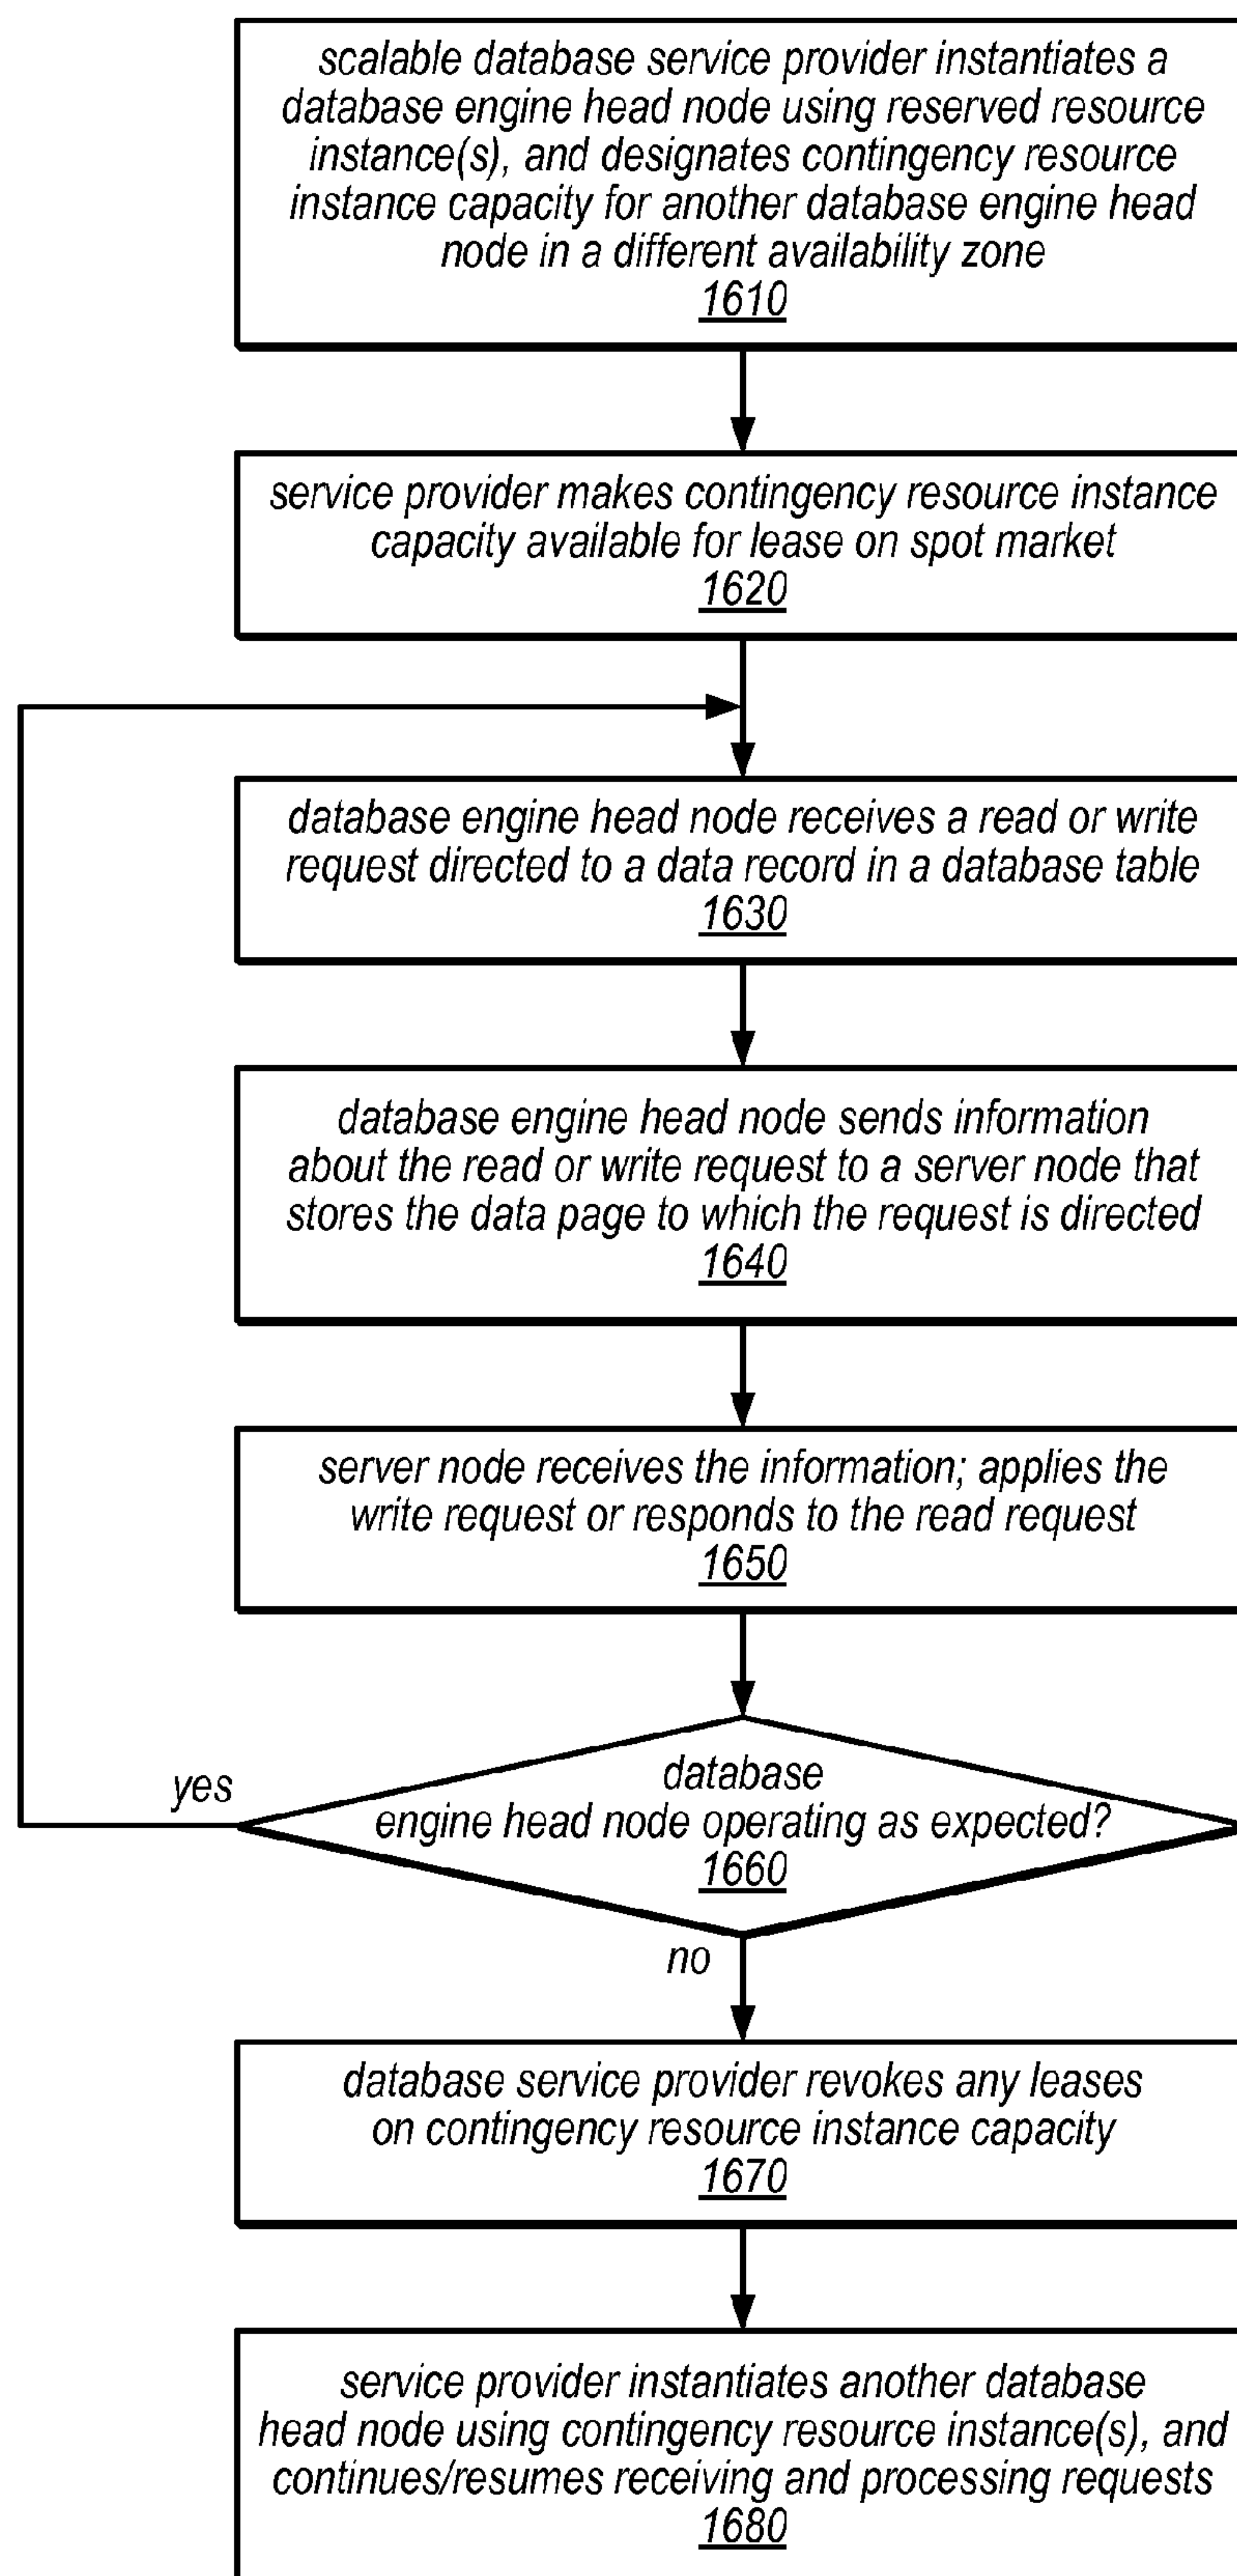 scalable database service provider instantiates a
database engine head node using reserved resource
instance(s), and designates contingency resource
instance capacity for another database engine head
node in a different availability zone
1610
service provider makes contingency resource instance
capacity available for lease on spot market
1620
database engine head node receives a read or write
request directed to a data record in a database table
1630
database engine head node sends information
about the read or write request to a server node that
stores the data page to which the request is directed
1640
server node receives the information; applies the
write request or responds to the read request
1650
yes
database
engine head node operating as expected?
1660
no
database service provider revokes any leases
on contingency resource instance capacity
1670
service provider instantiates another database
head node using contingency resource instance(s), and
continues/resumes receiving and processing requests
1680